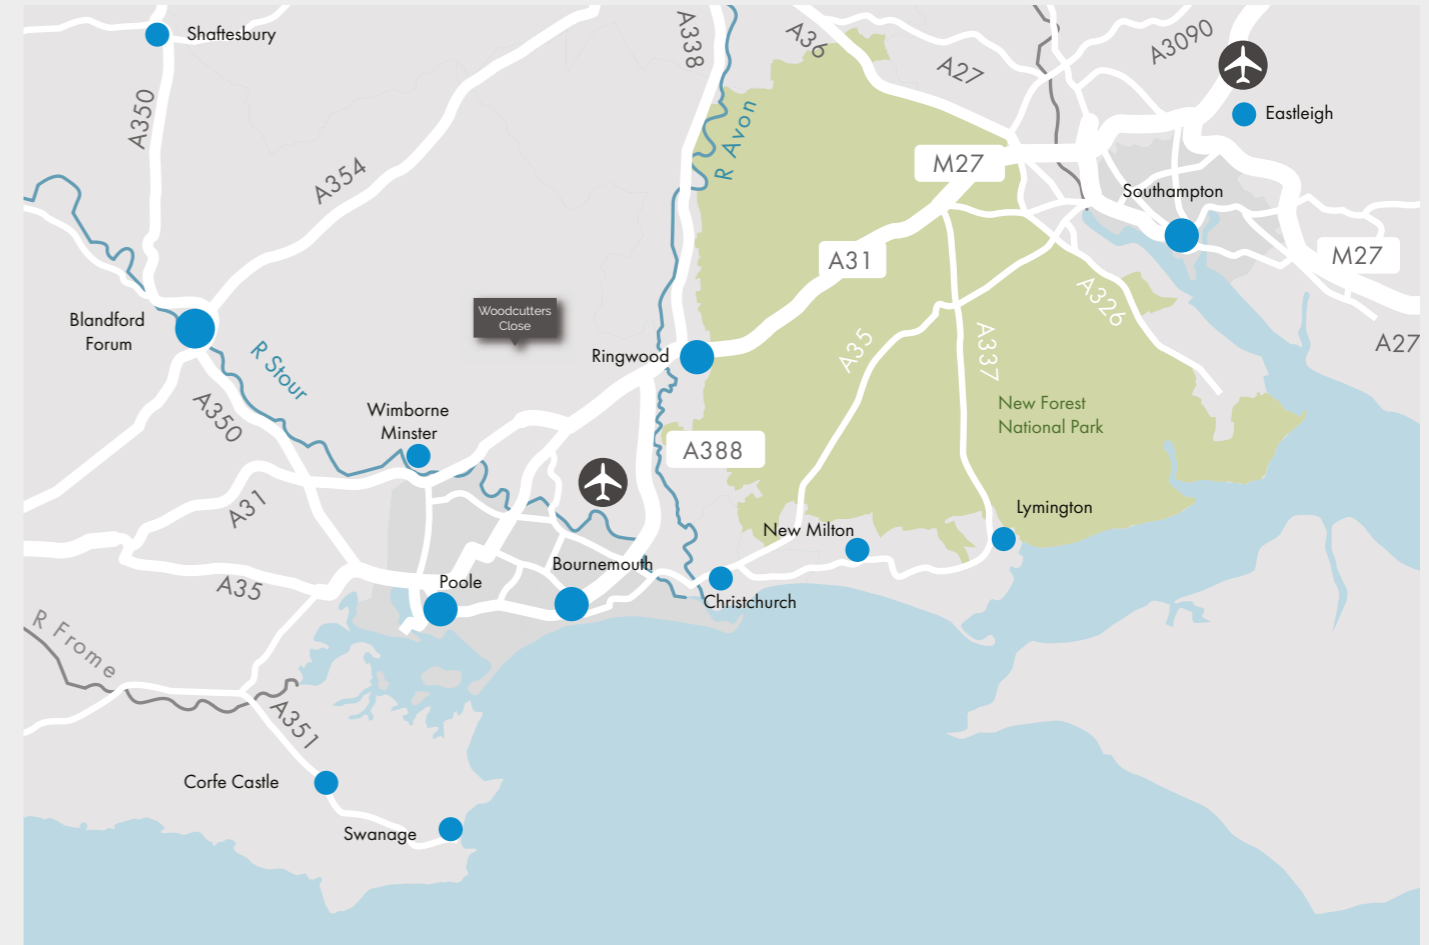 Shaftesbury
A350
A354
A338
R Avon
A36
A27
A3090
Eastleigh
M27
Southampton
A31
M27
A326
A27
Woodcutters
Close
Blandford
Forum
R Stour
A350
Ringwood
A35
A337
New Forest
National Park
Wimborne
Minster
A388
A31
Lymington
New Milton
Bournemouth
Poole
A35
Christchurch
R Frome
A351
Corfe Castle
Swanage